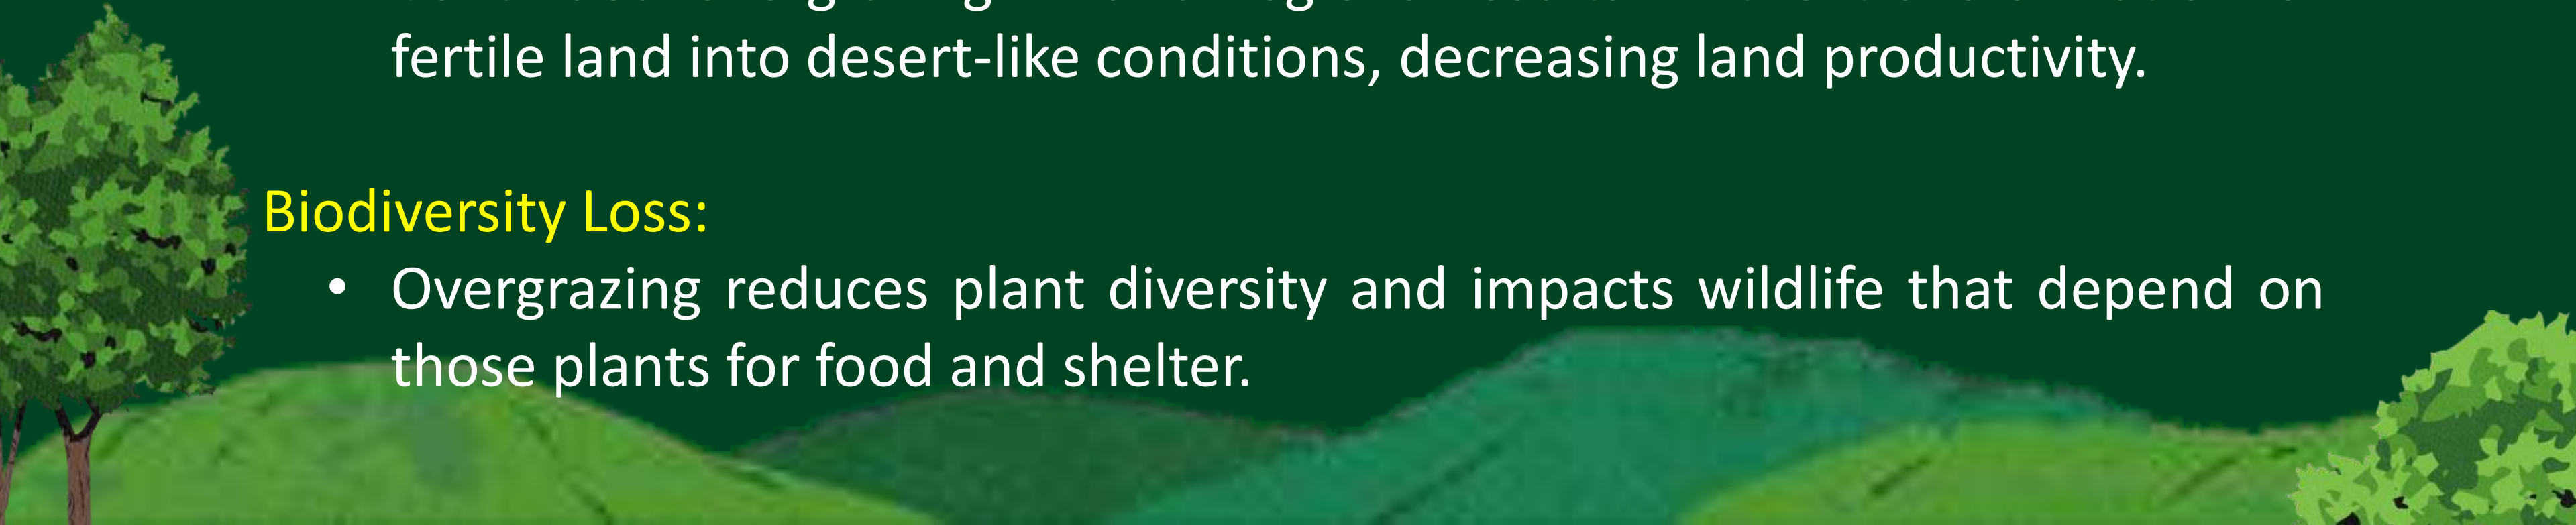 fertile land into desert-like conditions, decreasing land productivity.
Biodiversity Loss:
• Overgrazing reduces plant diversity and impacts wildlife that depend on
those plants for food and shelter.